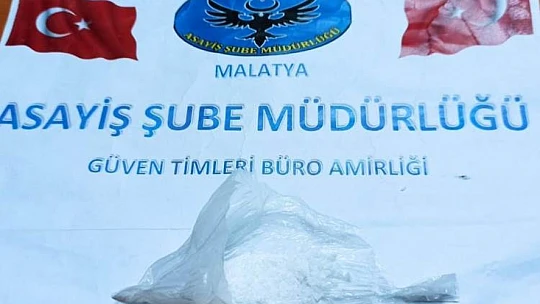 ASAYİŞ ŞUBE MÜDÜRLÜĞÜ
MALATYA
ASAYİŞ ŞUBE MÜDÜRLÜĞÜ
GÜVEN TİMLERİ BÜRO AMİRLİĞİ